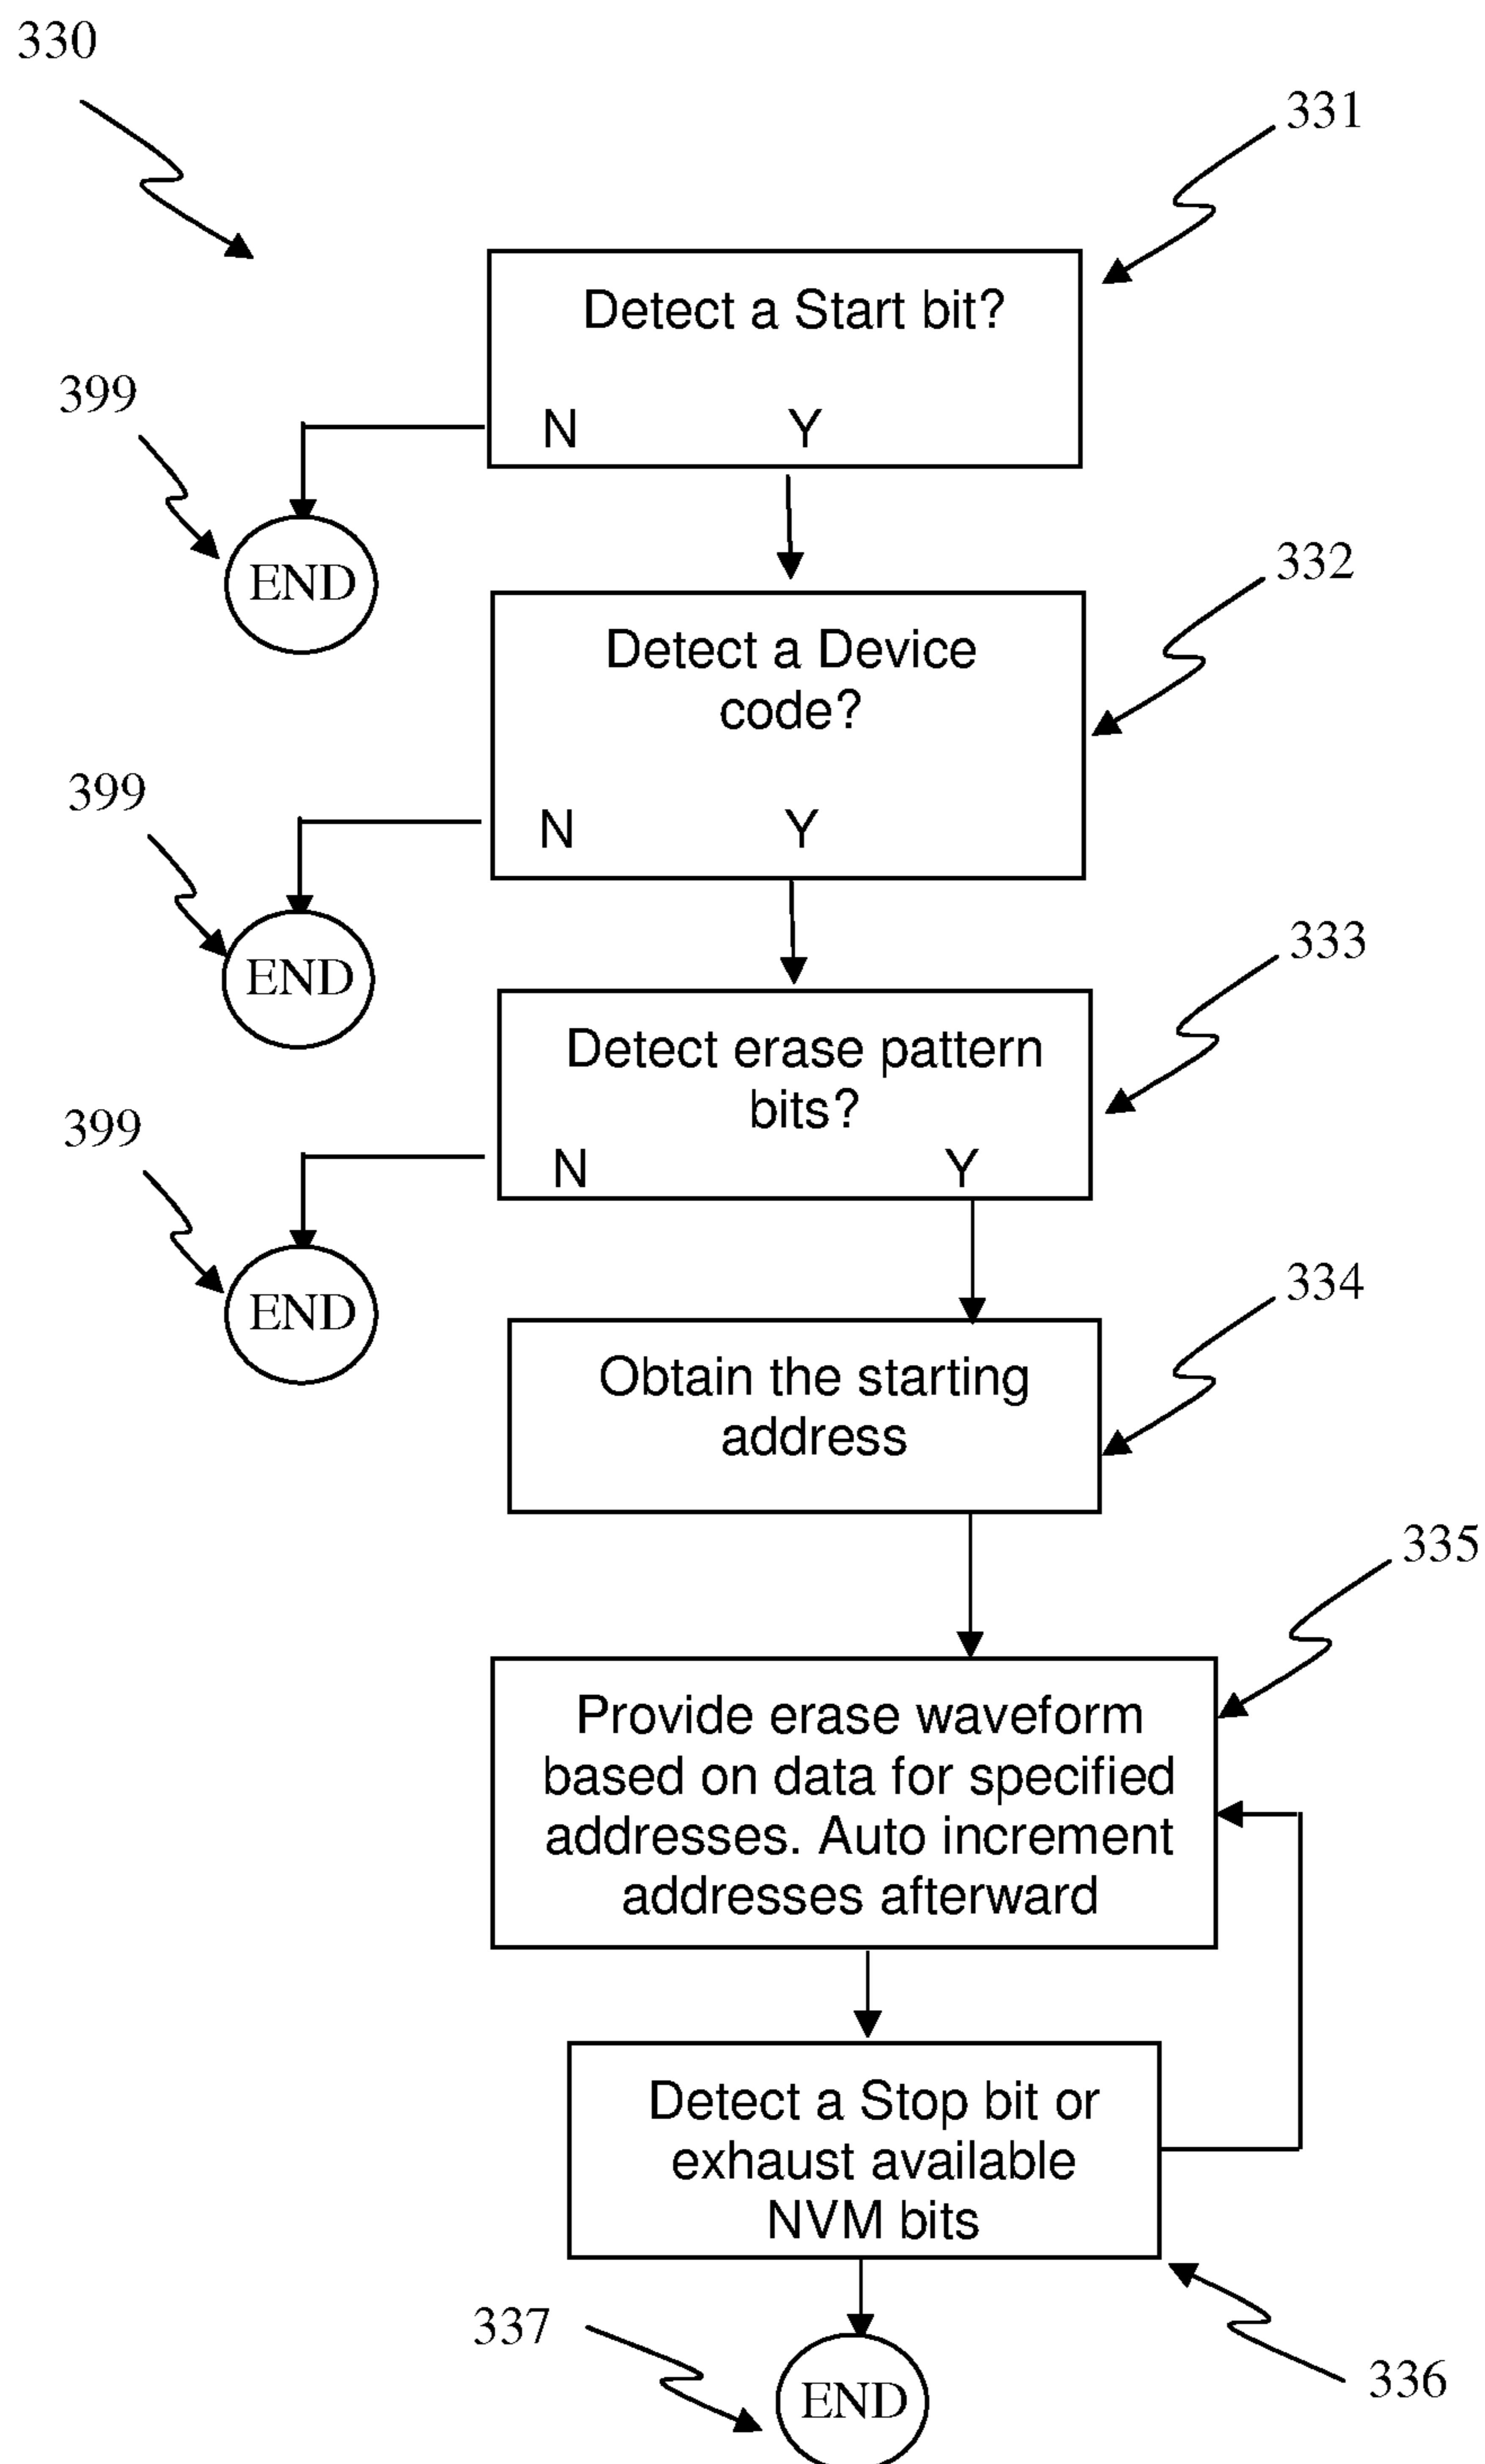 330
331
Detect a Start bit?
399
N Y
END
332
Detect a Device
code?
399
N Y
END
333
Detect erase pattern
bits?
399
N Y
END
334
Obtain the starting
address
335
Provide erase waveform
based on data for specified
addresses. Auto increment
addresses afterward
Detect a Stop bit or
exhaust available
NVM bits
337
336
END